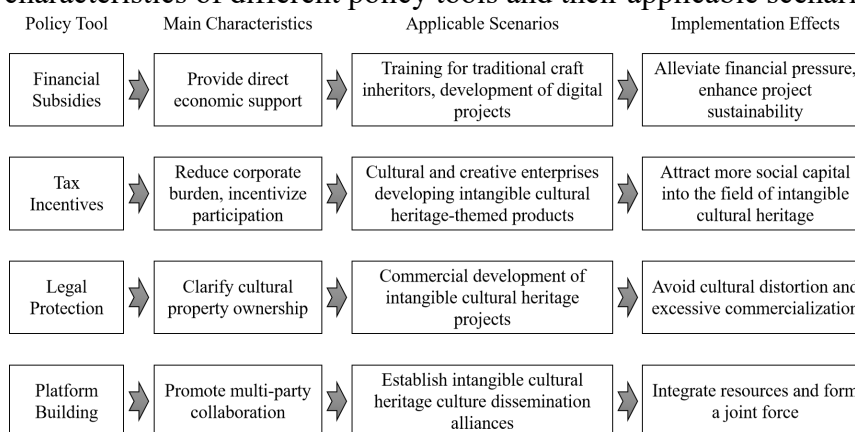 characteristics of different policy tools and their applicable scenari
Policy Tool
Main Characteristics
Applicable Scenarios
Implementation Effects
Financial
Subsidies
Provide direct
economic support
Training for traditional craft
inheritors, development of digital
projects
Alleviate financial pressure,
enhance project
sustainability
Tax
Incentives
Reduce corporate
burden, incentivize
participation
Cultural and creative enterprises
developing intangible cultural
heritage-themed products
Attract more social capital
into the field of intangible
cultural heritage
Legal
Protection
Clarify cultural
property ownership
Commercial development of
intangible cultural heritage
projects
Avoid cultural distortion and
excessive commercialization
Platform
Building
Promote multi-party
collaboration
Establish intangible cultural
heritage culture dissemination
alliances
Integrate resources and form
a joint force